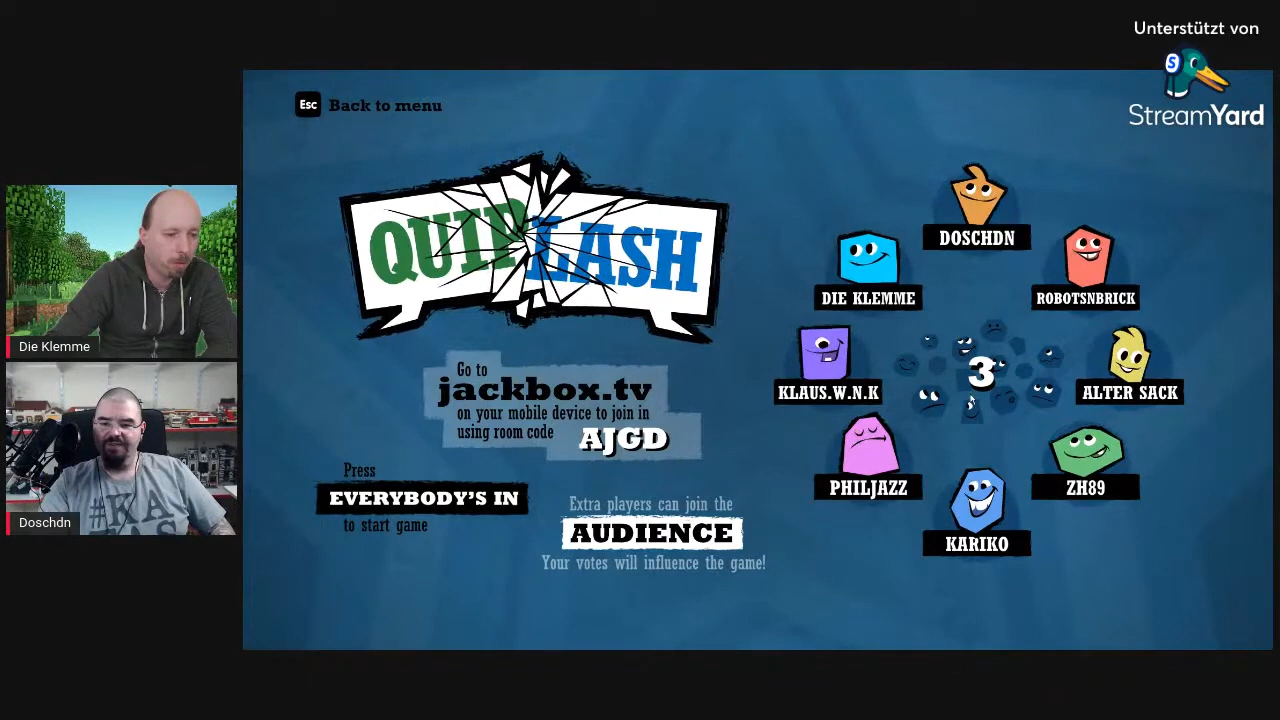 Unterstützt von
StreamYard
Esc Back to menu
QUIPLASH
Go to
jackbox.tv
on your mobile device to join in
using room code AJGD
Press
EVERYBODY'S IN
to start game
Extra players can join the
AUDIENCE
Your votes will influence the game!
DOSCHDN
DIE KLEMME
ROBOTSNBRICK
KLAUS.W.N.K
3
ALTER SACK
PHILJAZZ
ZH89
KARIKO
Die Klemme
#KA
AS
Doschdn